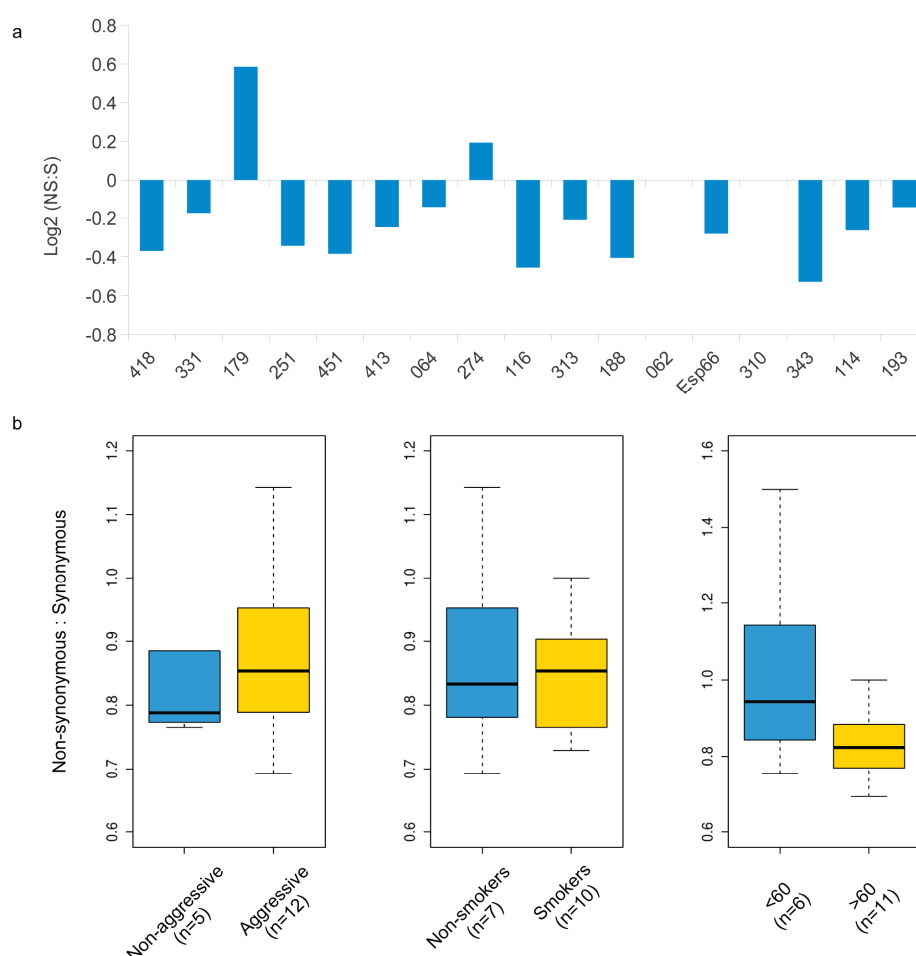 a
Log2 (NS:S)
0.8
0.6
0.4
0.2
0
-0.2
-0.4
-0.6
-0.8
418 331 179 251 451 413 064 274 116 313 188 062 Esp66 310 343 114 193
b
Non-synonymous : Synonymous
1.2
1.1
1.0
0.9
0.8
0.7
0.6
Non-aggressive
(n=5)
Aggressive
(n=12)
1.2
1.1
1.0
0.9
0.8
0.7
0.6
Non-smokers
(n=7)
Smokers
(n=10)
1.6
1.4
1.2
1.0
0.8
0.6
<60
(n=6)
>60
(n=11)